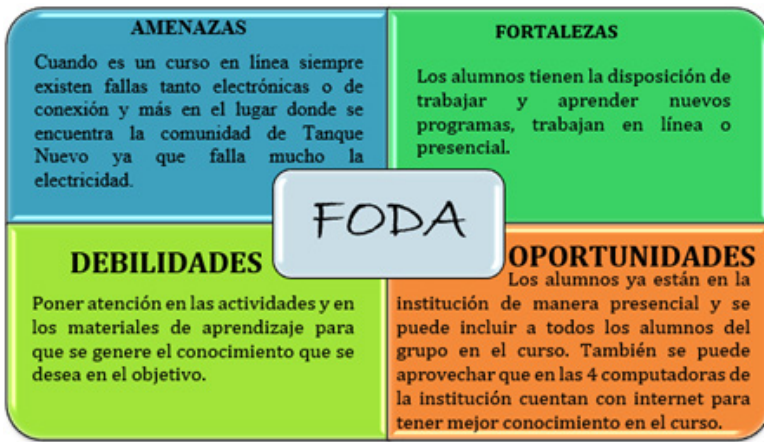 AMENAZAS
Cuando es un curso en línea siempre
existen fallas tanto electrónicas o de
conexión y más en el lugar donde se
encuentra la comunidad de Tanque
Nuevo ya que falla mucho la
electricidad.
FORTALEZAS
Los alumnos tienen la disposición de
trabajar y aprender nuevos
programas, trabajan en línea o
presencial.
FODA
DEBILIDADES
Poner atención en las actividades y en
los materiales de aprendizaje para
que se genere el conocimiento que se
desea en el objetivo.
OPORTUNIDADES
Los alumnos ya están en la
institución de manera presencial y se
puede incluir a todos los alumnos del
grupo en el curso. También se puede
aprovechar que en las 4 computadoras de
la institución cuentan con internet para
tener mejor conocimiento en el curso.